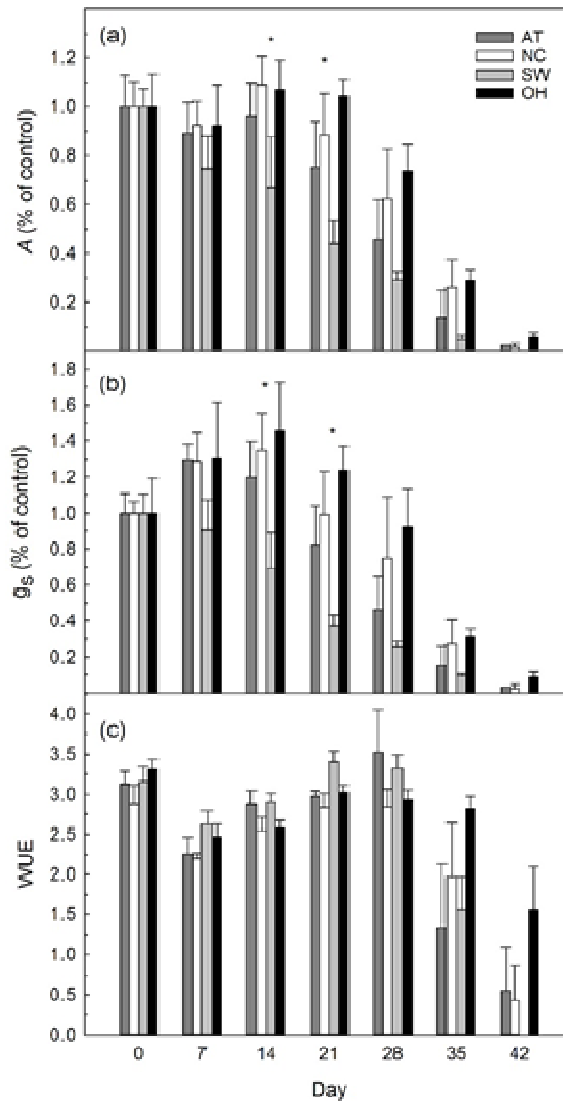 (a)
*
*
AT
NC
SW
OH
1.2
1.0
0.8
0.6
0.4
0.2
A (% of control)
(b)
*
*
1.8
1.6
1.4
1.2
1.0
0.8
0.6
0.4
0.2
gs (% of control)
(c)
4.0
3.5
3.0
2.5
2.0
1.5
1.0
0.5
0.0
WUE
0 7 14 21 28 35 42
Day